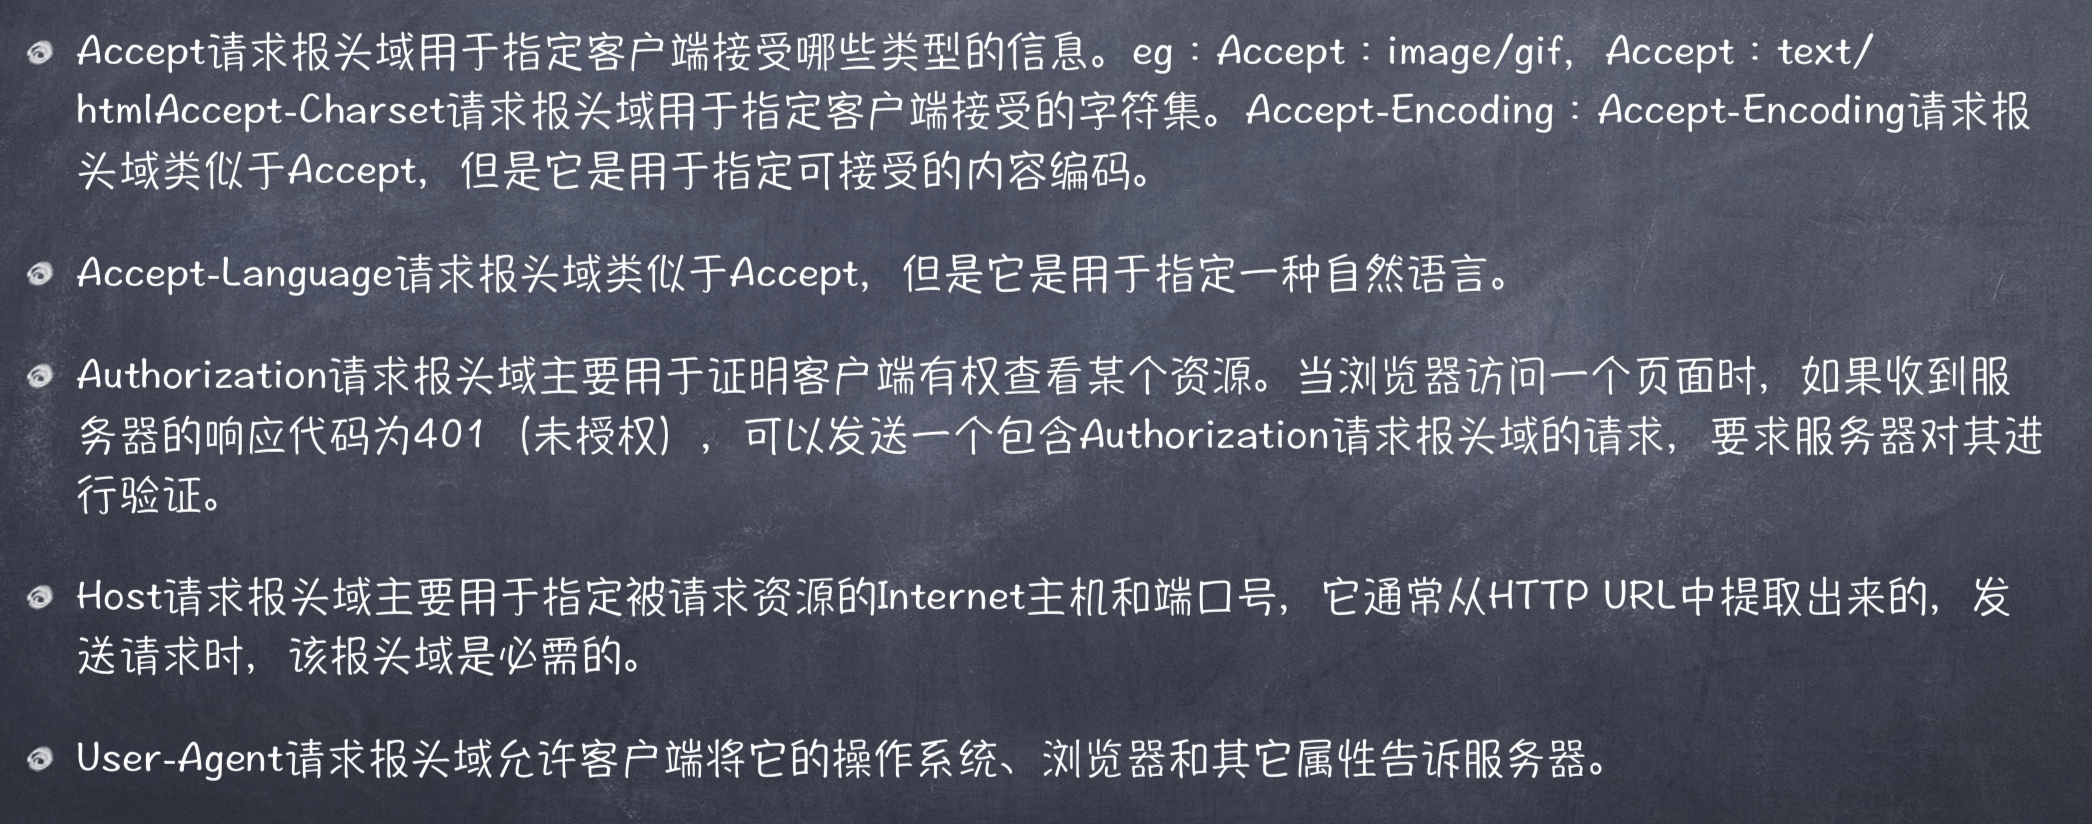 Accept请求报头域用于指定客户端接受哪些类型的信息。eg：Accept：image/gif，Accept：text/
htmlAccept-Charset请求报头域用于指定客户端接受的字符集。Accept-Encoding：Accept-Encoding请求报
头域类似于Accept，但是它是用于指定可接受的内容编码。
Accept-Language请求报头域类似于Accept，但是它是用于指定一种自然语言。
Authorization请求报头域主要用于证明客户端有权查看某个资源。当浏览器访问一个页面时，如果收到服
务器的响应代码为401（未授权），可以发送一个包含Authorization请求报头域的请求，要求服务器对其进
行验证。
Host请求报头域主要用于指定被请求资源的Internet主机和端口号，它通常从HTTP URL中提取出来的，发
送请求时，该报头域是必需的。
User-Agent请求报头域允许客户端将它的操作系统、浏览器和其它属性告诉服务器。